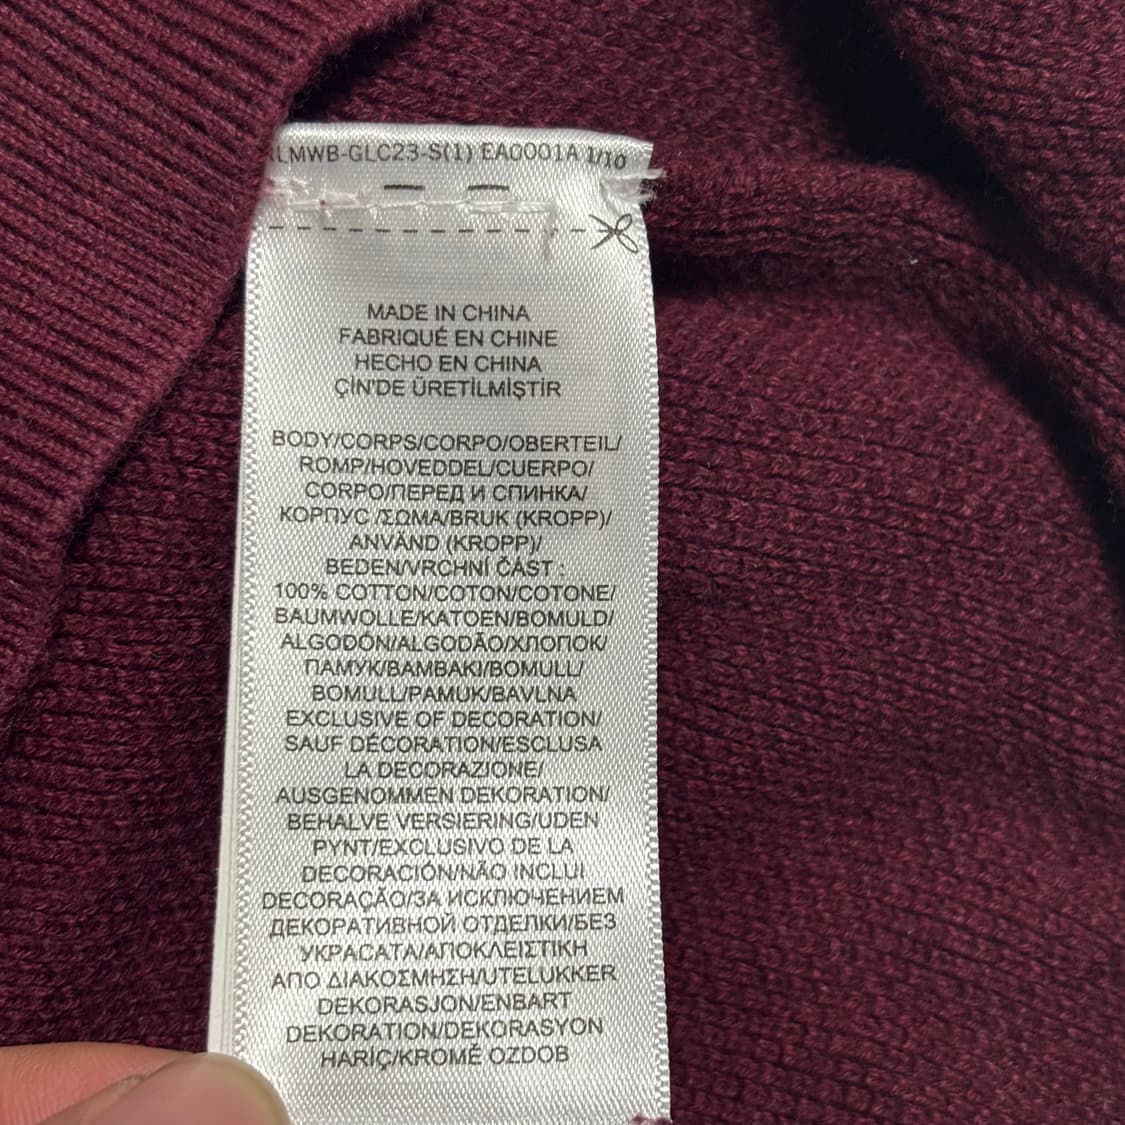 LMWB-GLC23-S(1) EA0001A 1/10
MADE IN CHINA
FABRIQUÉ EN CHINE
HECHO EN CHINA
ÇİN'DE ÜRETİLMİŞTİR
BODY/CORPS/CORPO/OBERTEIL/
ROMP/HOVEDDEL/CUERPO/
CORPO/ПЕРЕД И СПИНКА/
КОРПУС /ΣΩΜΑ/BRUK (KROPP)/
ANVÄND (KROPP)/
BEDEN/VRCHNÍ ČÁST :
100% COTTON/COTON/COTONE/
BAUMWOLLE/KATOEN/BOMULD/
ALGODÓN/ALGODÃO/ХЛОПОК/
ПАМУК/ΒΑΜΒΑΚΙ/BOMULL/
BOMULL/PAMUK/BAVLNA
EXCLUSIVE OF DECORATION/
SAUF DÉCORATION/ESCLUSA
LA DECORAZIONE/
AUSGENOMMEN DEKORATION/
BEHALVE VERSIERING/UDEN
PYNT/EXCLUSIVO DE LA
DECORACIÓN/NÃO INCLUI
DECORAÇÃO/ЗА ИСКЛЮЧЕНИЕМ
ДЕКОРАТИВНОЙ ОТДЕЛКИ/БЕЗ
УКРАСАТА/ΑΠΟΚΛΕΙΣΤΙΚΗ
ΑΠΟ ΔΙΑΚΟΣΜΗΣΗ/UTELUKKER
DEKORASJON/ENBART
DEKORATION/DEKORASYON
HARİÇ/KROMĚ OZDOB